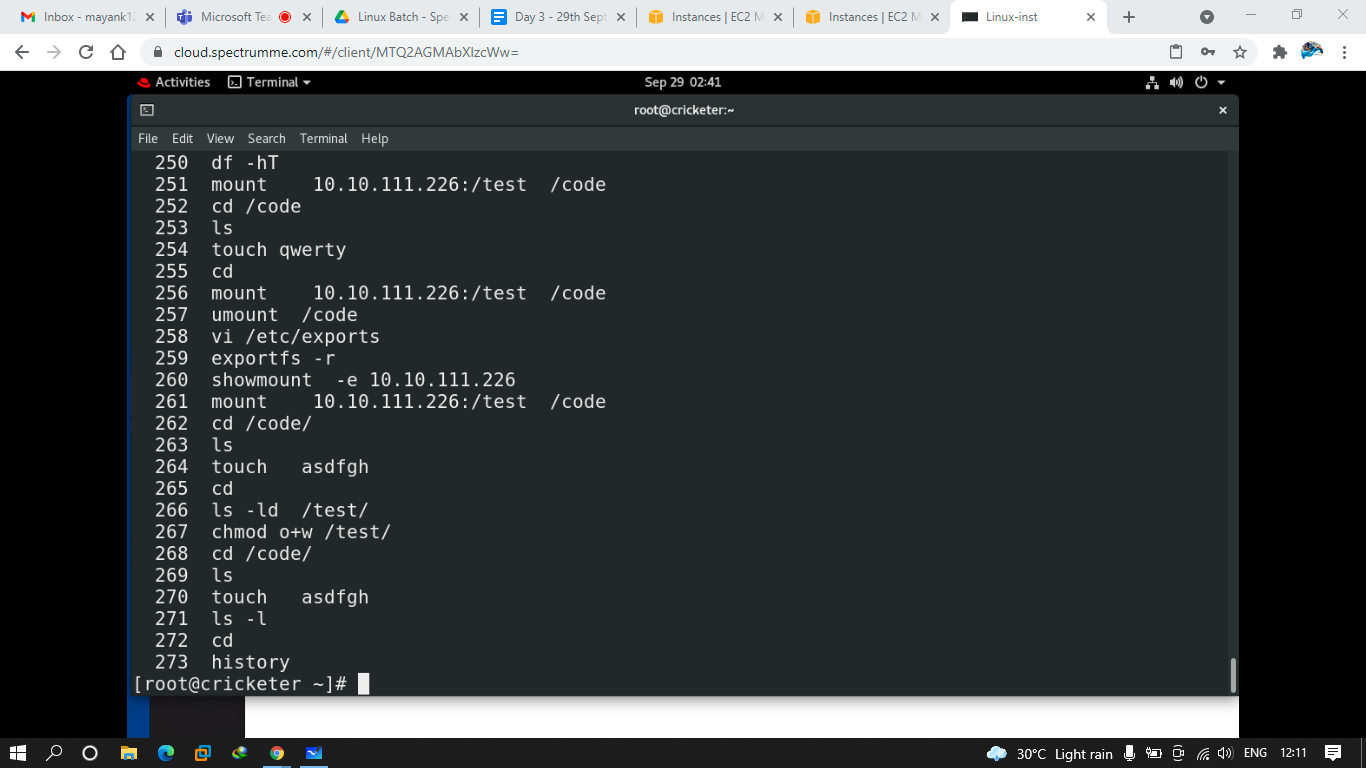 Inbox - mayank12
Microsoft Tea
Linux Batch - Spe
Day 3 - 29th Sept
Instances | EC2 M
Instances | EC2 M
Linux-inst
cloud.spectrumme.com/#/client/MTQ2AGMAbXlzcWw=
Activities Terminal Sep 29 02:41
root@cricketer:~
File Edit View Search Terminal Help
250 df -hT
251 mount 10.10.111.226:/test /code
252 cd /code
253 ls
254 touch qwerty
255 cd
256 mount 10.10.111.226:/test /code
257 umount /code
258 vi /etc/exports
259 exportfs -r
260 showmount -e 10.10.111.226
261 mount 10.10.111.226:/test /code
262 cd /code/
263 ls
264 touch asdfgh
265 cd
266 ls -ld /test/
267 chmod o+w /test/
268 cd /code/
269 ls
270 touch asdfgh
271 ls -l
272 cd
273 history
[root@cricketer ~]#
30°C Light rain ENG 12:11